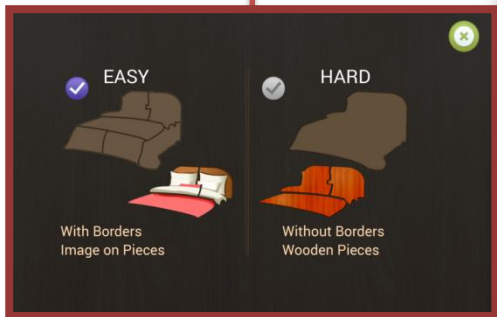 EASY
With Borders
Image on Pieces
HARD
Without Borders
Wooden Pieces